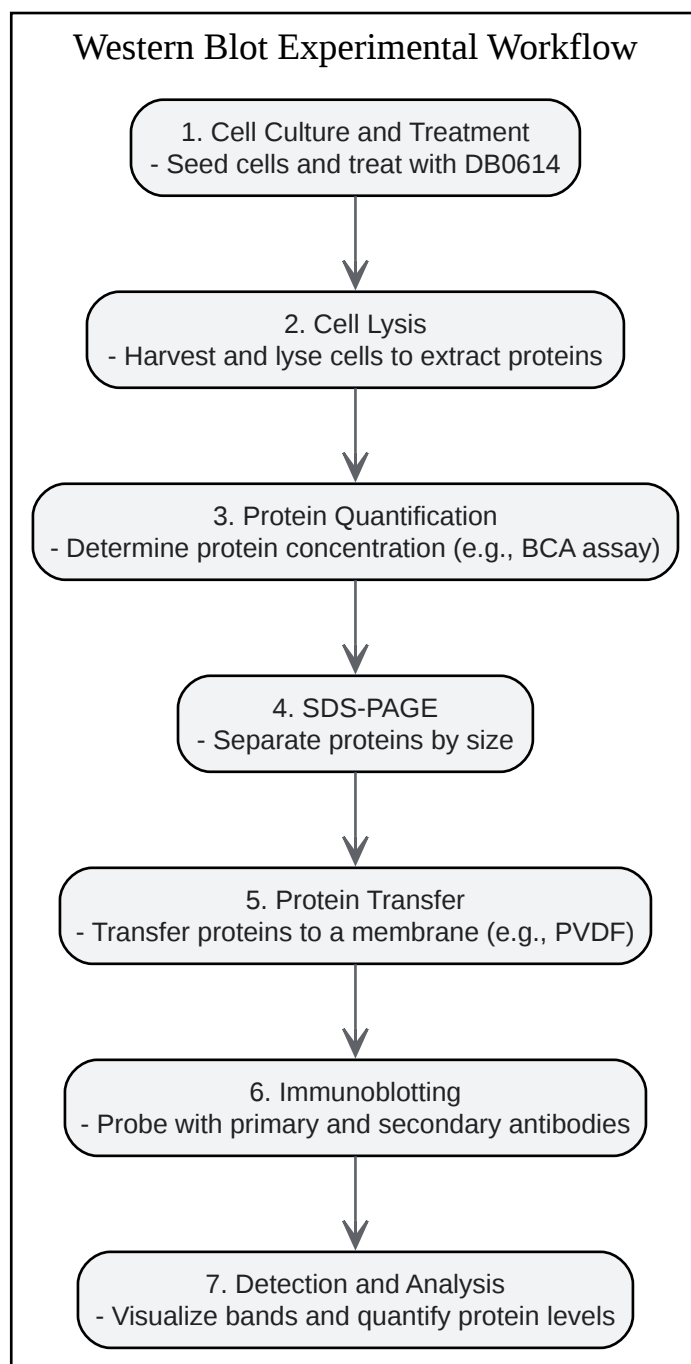 Western Blot Experimental Workflow
1. Cell Culture and Treatment
- Seed cells and treat with DB0614
2. Cell Lysis
- Harvest and lyse cells to extract proteins
3. Protein Quantification
- Determine protein concentration (e.g., BCA assay)
4. SDS-PAGE
- Separate proteins by size
5. Protein Transfer
- Transfer proteins to a membrane (e.g., PVDF)
6. Immunoblotting
- Probe with primary and secondary antibodies
7. Detection and Analysis
- Visualize bands and quantify protein levels